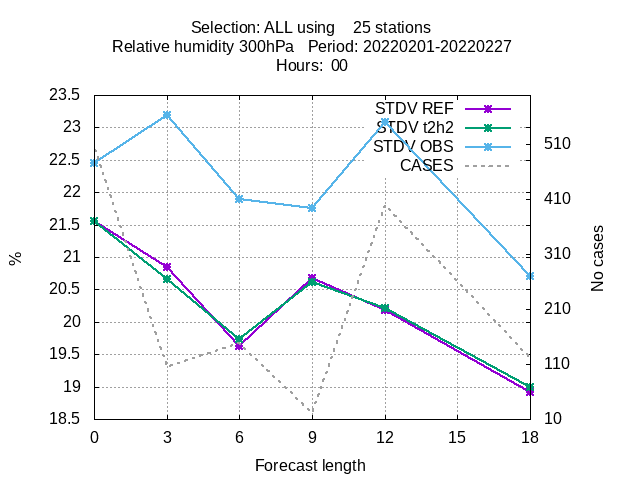 Selection: ALL using 25 stations
Relative humidity 300hPa Period: 20220201-20220227
Hours: 00
23.5
23
22.5
22
21.5
21
20.5
20
19.5
19
18.5
%
STDV REF
STDV t2h2
STDV OBS
CASES
510
410
310
210
110
10
No cases
0 3 6 9 12 15 18
Forecast length